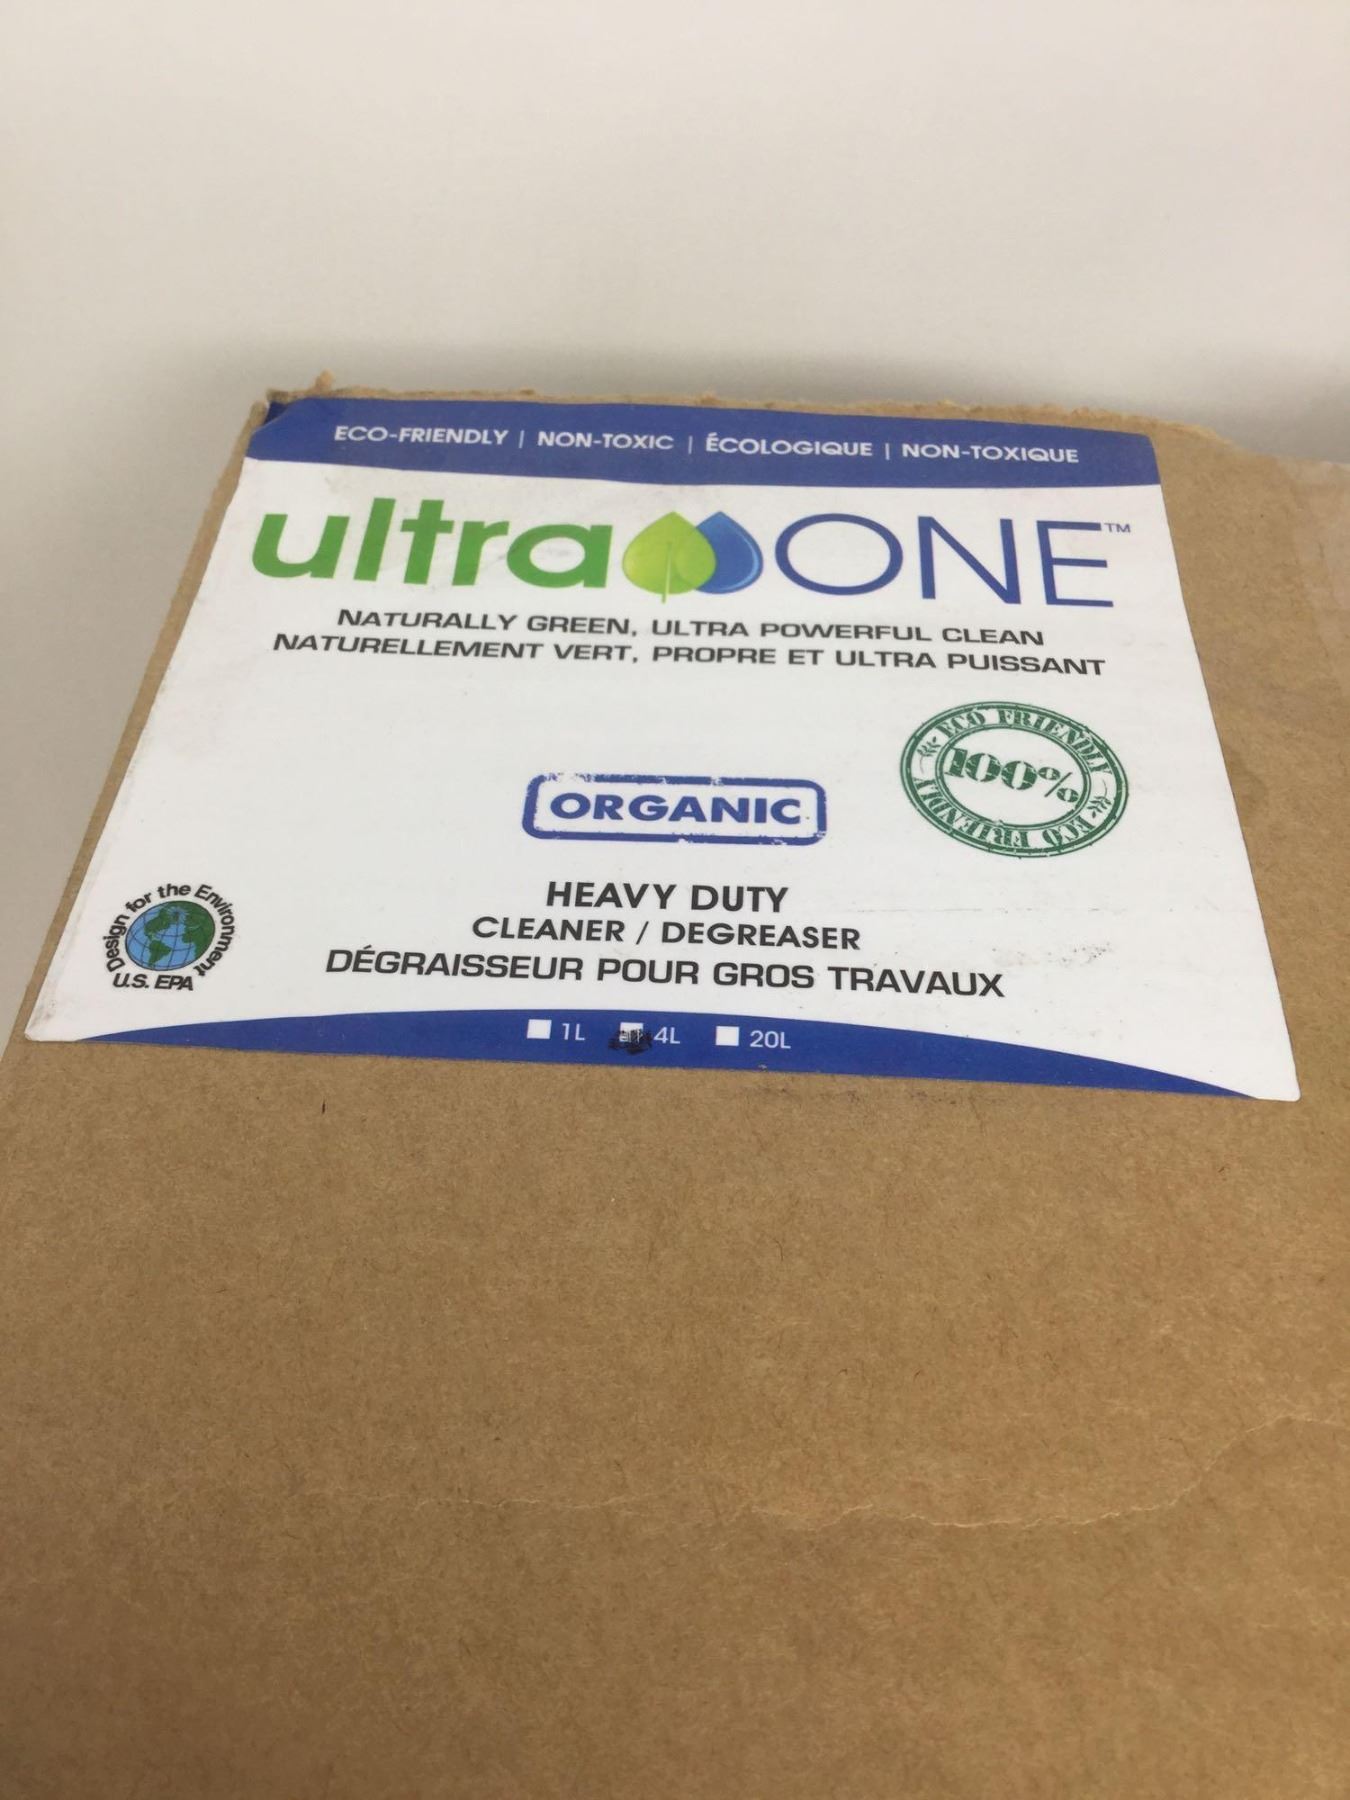 ECO-FRIENDLY | NON-TOXIC | ÉCOLOGIQUE | NON-TOXIQUE
ultra ONE™
NATURALLY GREEN, ULTRA POWERFUL CLEAN
NATURELLEMENT VERT, PROPRE ET ULTRA PUISSANT
ECO FRIENDLY
100%
ECO FRIENDLY
ORGANIC
Design for the Environment
U.S. EPA
HEAVY DUTY
CLEANER / DEGREASER
DÉGRAISSEUR POUR GROS TRAVAUX
1L 4L 20L